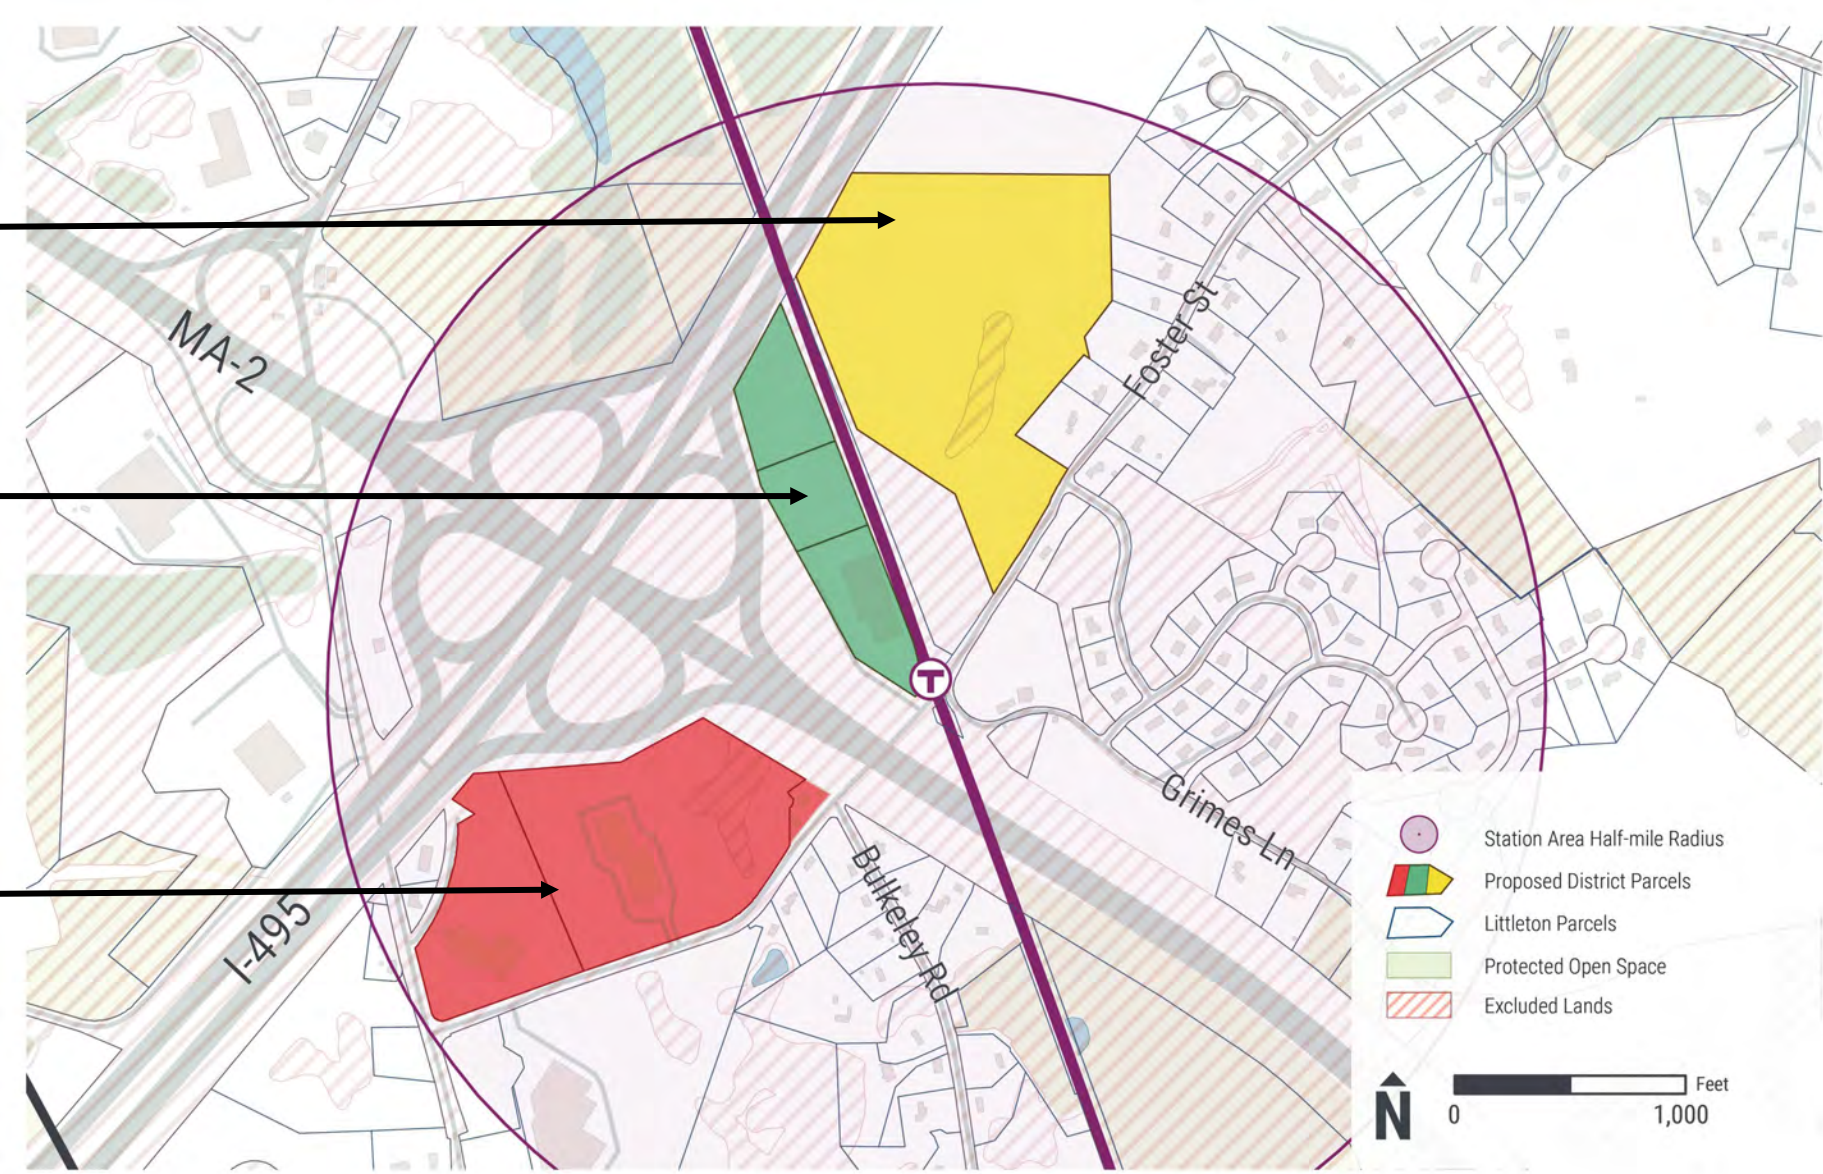 MA-2
Foster St
T
Grimes Ln
Bulkeley Rd
I-495
Station Area Half-mile Radius
Proposed District Parcels
Littleton Parcels
Protected Open Space
Excluded Lands
N
Feet
0 1,000